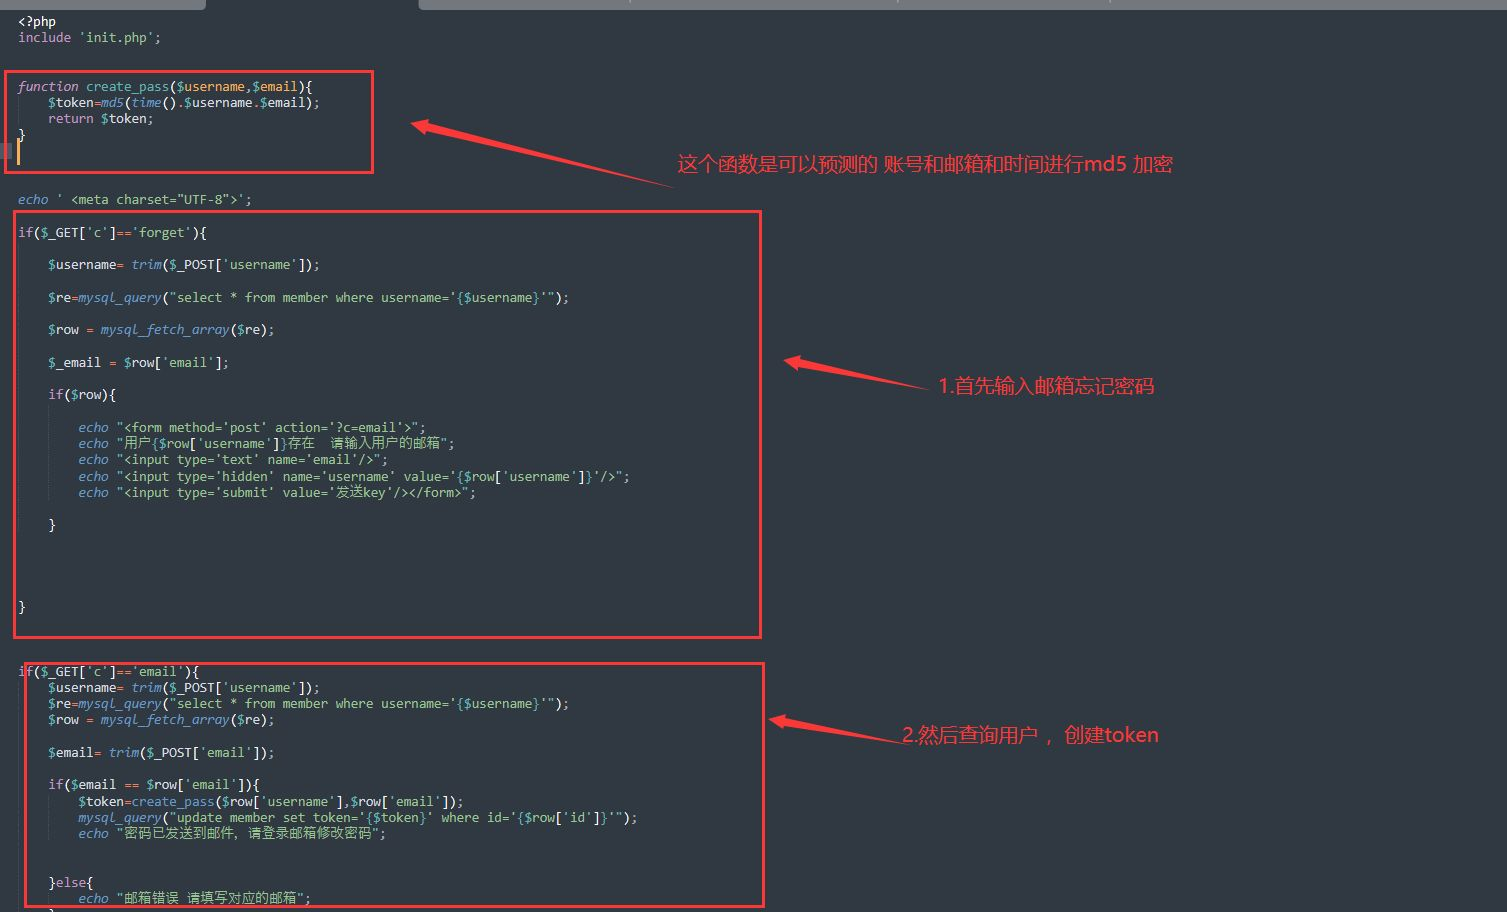 <?php
include 'init.php';
function create_pass($username,$email){
$token=md5(time().$username.$email);
return $token;
}
这个函数是可以预测的 账号和邮箱和时间进行md5 加密
echo ' <meta charset="UTF-8">';
if($_GET['c']=='forget'){
$username= trim($_POST['username']);
$re=mysql_query("select * from member where username='{$username}'");
$row = mysql_fetch_array($re);
$_email = $row['email'];
1.首先输入邮箱忘记密码
if($row){
echo "<form method='post' action='?c=email'>";
echo "用户{$row['username']}存在  请输入用户的邮箱";
echo "<input type='text' name='email'/>";
echo "<input type='hidden' name='username' value='{$row['username']}'/>";
echo "<input type='submit' value='发送key'/></form>";
}
}
if($_GET['c']=='email'){
$username= trim($_POST['username']);
$re=mysql_query("select * from member where username='{$username}'");
$row = mysql_fetch_array($re);
2.然后查询用户 ，创建token
$email= trim($_POST['email']);
if($email == $row['email']){
$token=create_pass($row['username'],$row['email']);
mysql_query("update member set token='{$token}' where id='{$row['id']}'");
echo "密码已发送到邮件，请登录邮箱修改密码";
}else{
echo "邮箱错误 请填写对应的邮箱";